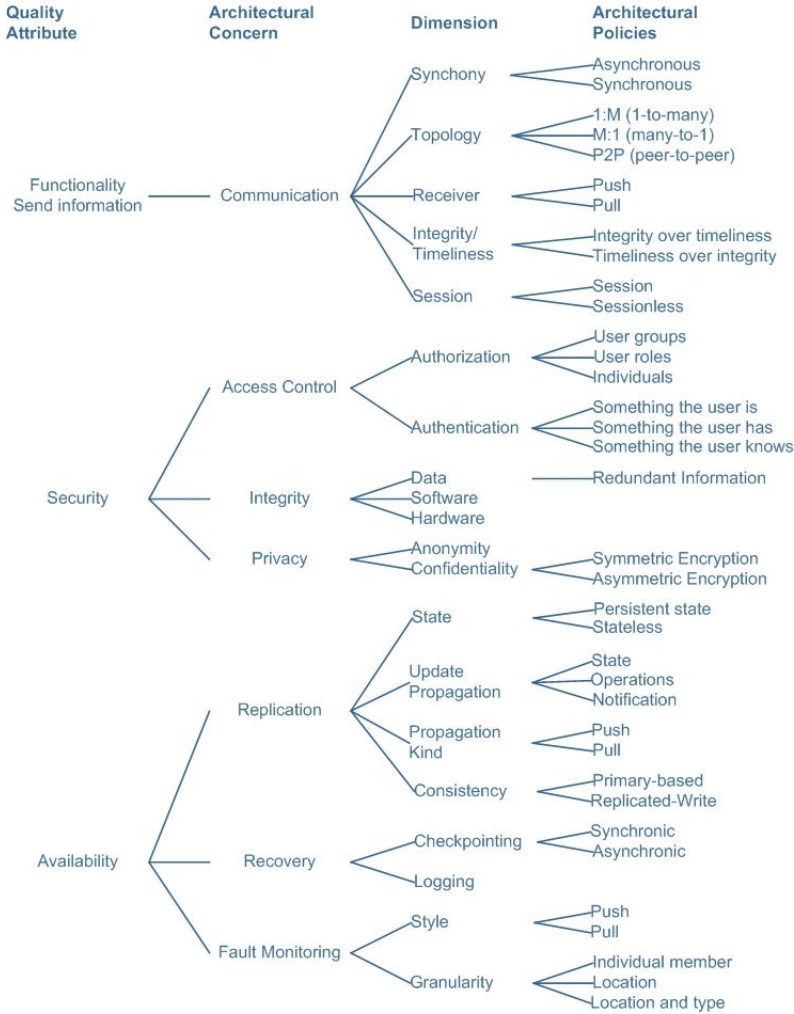 Quality
Attribute
Architectural
Concern
Dimension
Architectural
Policies
Functionality
Send information
Communication
Synchony
Asynchronous
Synchronous
Topology
1:M (1-to-many)
M:1 (many-to-1)
P2P (peer-to-peer)
Receiver
Push
Pull
Integrity/
Timeliness
Integrity over timeliness
Timeliness over integrity
Session
Session
Sessionless
Security
Access Control
Authorization
User groups
User roles
Individuals
Authentication
Something the user is
Something the user has
Something the user knows
Integrity
Data
Redundant Information
Software
Hardware
Privacy
Anonymity
Confidentiality
Symmetric Encryption
Asymmetric Encryption
Availability
Replication
State
Persistent state
Stateless
Update
Propagation
State
Operations
Notification
Propagation
Kind
Push
Pull
Consistency
Primary-based
Replicated-Write
Recovery
Checkpointing
Synchronic
Asynchronic
Logging
Fault Monitoring
Style
Push
Pull
Granularity
Individual member
Location
Location and type